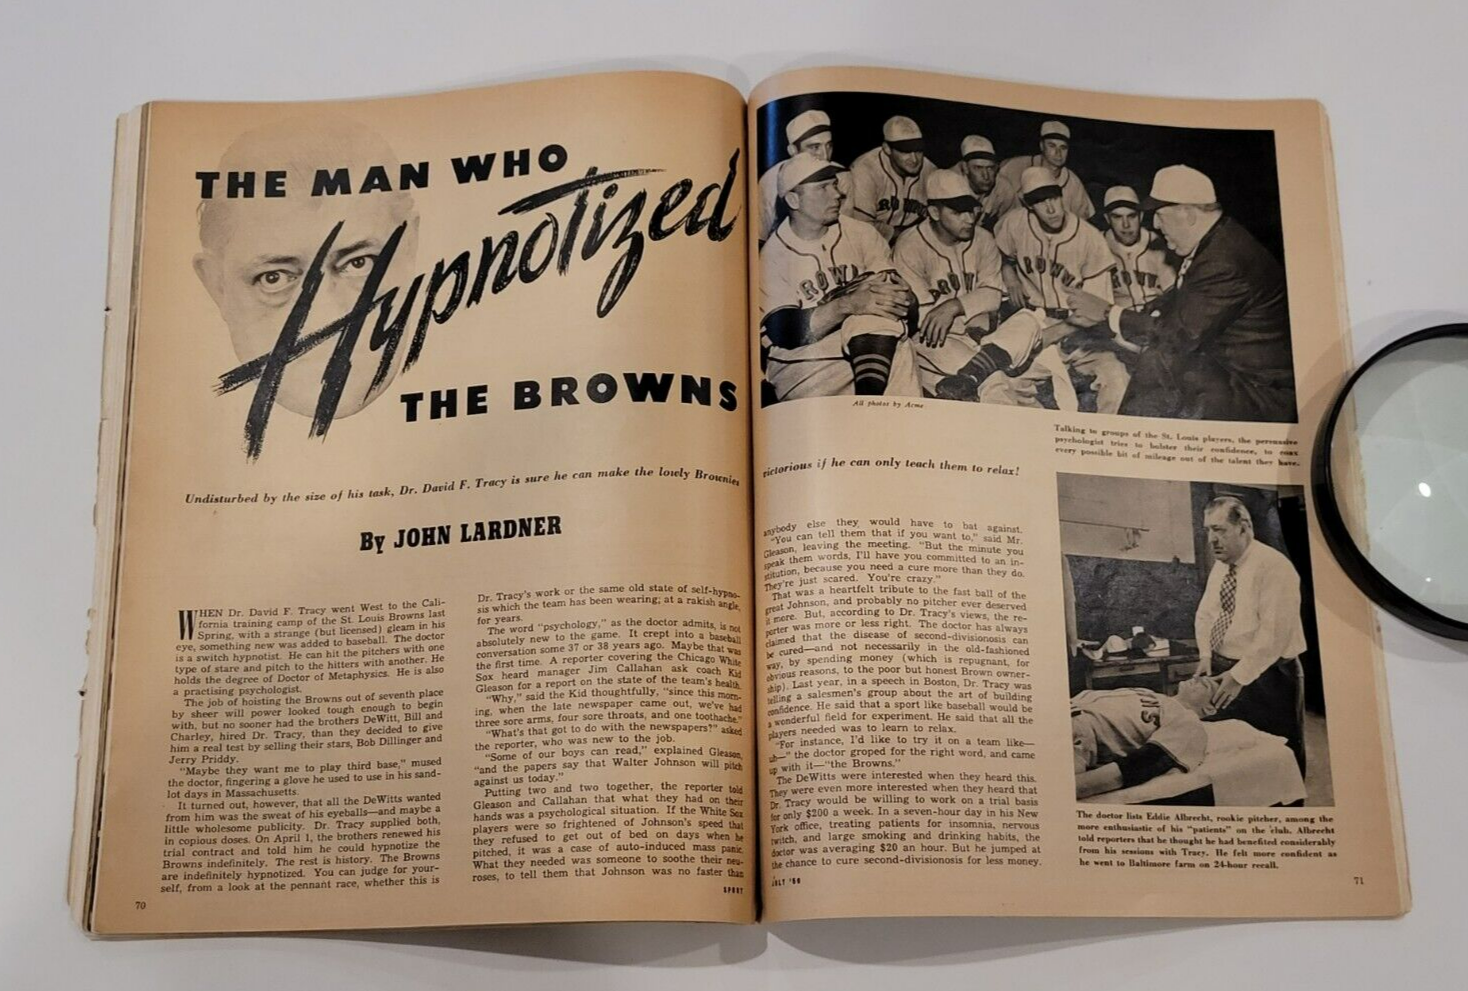 THE MAN WHO
Hypnotized
THE BROWNS
Undisturbed by the size of his task, Dr. David F. Tracy is sure he can make the lowly Brownies
By JOHN LARDNER
WHEN Dr. David F. Tracy went West to the Cali-
fornia training camp of the St. Louis Browns last
Spring, with a strange (but licensed) gleam in his
eye, something new was added to baseball. The doctor
is a switch hypnotist. He can hit the pitchers with one
type of stare and pitch to the hitters with another. He
holds the degree of Doctor of Metaphysics. He is also
a practising psychologist.
The job of hoisting the Browns out of seventh place
by sheer will power looked tough enough to begin
with, but no sooner had the brothers DeWitt, Bill and
Charley, hired Dr. Tracy, than they decided to give
him a real test by selling their stars, Bob Dillinger and
Jerry Priddy.
"Maybe they want me to play third base," mused
the doctor, fingering a glove he used to use in his sand-
lot days in Massachusetts.
It turned out, however, that all the DeWitts wanted
from him was the sweat of his eyeballs—and maybe a
little wholesome publicity. Dr. Tracy supplied both,
in copious doses. On April 1, the brothers renewed his
trial contract and told him he could hypnotize the
Browns indefinitely. The rest is history. The Browns
are indefinitely hypnotized. You can judge for your-
self, from a look at the pennant race, whether this is
Dr. Tracy's work or the same old state of self-hypno-
sis which the team has been wearing; at a rakish angle,
for years.
The word "psychology," as the doctor admits, is not
absolutely new to the game. It crept into a baseball
conversation some 37 or 38 years ago. Maybe that was
the first time. A reporter covering the Chicago White
Sox heard manager Jim Callahan ask coach Kid
Gleason for a report on the state of the team's health.
"Why," said the Kid thoughtfully, "since this morn-
ing, when the late newspaper came out, we've had
three sore arms, four sore throats, and one toothache."
"What's that got to do with the newspapers?" asked
the reporter, who was new to the job.
"Some of our boys can read," explained Gleason,
"and the papers say that Walter Johnson will pitch
against us today."
Putting two and two together, the reporter told
Gleason and Callahan that what they had on their
hands was a psychological situation. If the White Sox
players were so frightened of Johnson's speed that
they refused to get out of bed on days when he
pitched, it was a case of auto-induced mass panic.
What they needed was someone to soothe their neu-
roses, to tell them that Johnson was no faster than
SPORT
70
BROWN
ROWN
BROWN
ROWN
ROWN
All photos by Acme
Talking to groups of the St. Louis players, the persuasive
psychologist tries to bolster their confidence, to coax
every possible bit of mileage out of the talent they have.
victorious if he can only teach them to relax!
anybody else they would have to bat against.
"You can tell them that if you want to," said Mr.
Gleason, leaving the meeting. "But the minute you
speak them words, I'll have you committed to an in-
stitution, because you need a cure more than they do.
They're just scared. You're crazy."
That was a heartfelt tribute to the fast ball of the
great Johnson, and probably no pitcher ever deserved
it more. But, according to Dr. Tracy's views, the re-
porter was more or less right. The doctor has always
claimed that the disease of second-divisionosis can
be cured—and not necessarily in the old-fashioned
way, by spending money (which is repugnant, for
obvious reasons, to the poor but honest Brown owner-
ship). Last year, in a speech in Boston, Dr. Tracy was
telling a salesmen's group about the art of building
confidence. He said that a sport like baseball would be
a wonderful field for experiment. He said that all the
players needed was to learn to relax.
"For instance, I'd like to try it on a team like—
uh—" the doctor groped for the right word, and came
up with it—"the Browns."
The DeWitts were interested when they heard this.
They were even more interested when they heard that
Dr. Tracy would be willing to work on a trial basis
for only $200 a week. In a seven-hour day in his New
York office, treating patients for insomnia, nervous
twitch, and large smoking and drinking habits, the
doctor was averaging $20 an hour. But he jumped at
the chance to cure second-divisionosis for less money.
JULY '50
The doctor lists Eddie Albrecht, rookie pitcher, among the
more enthusiastic of his "patients" on the club. Albrecht
told reporters that he thought he had benefited considerably
from his sessions with Tracy. He felt more confident as
he went to Baltimore farm on 24-hour recall.
71